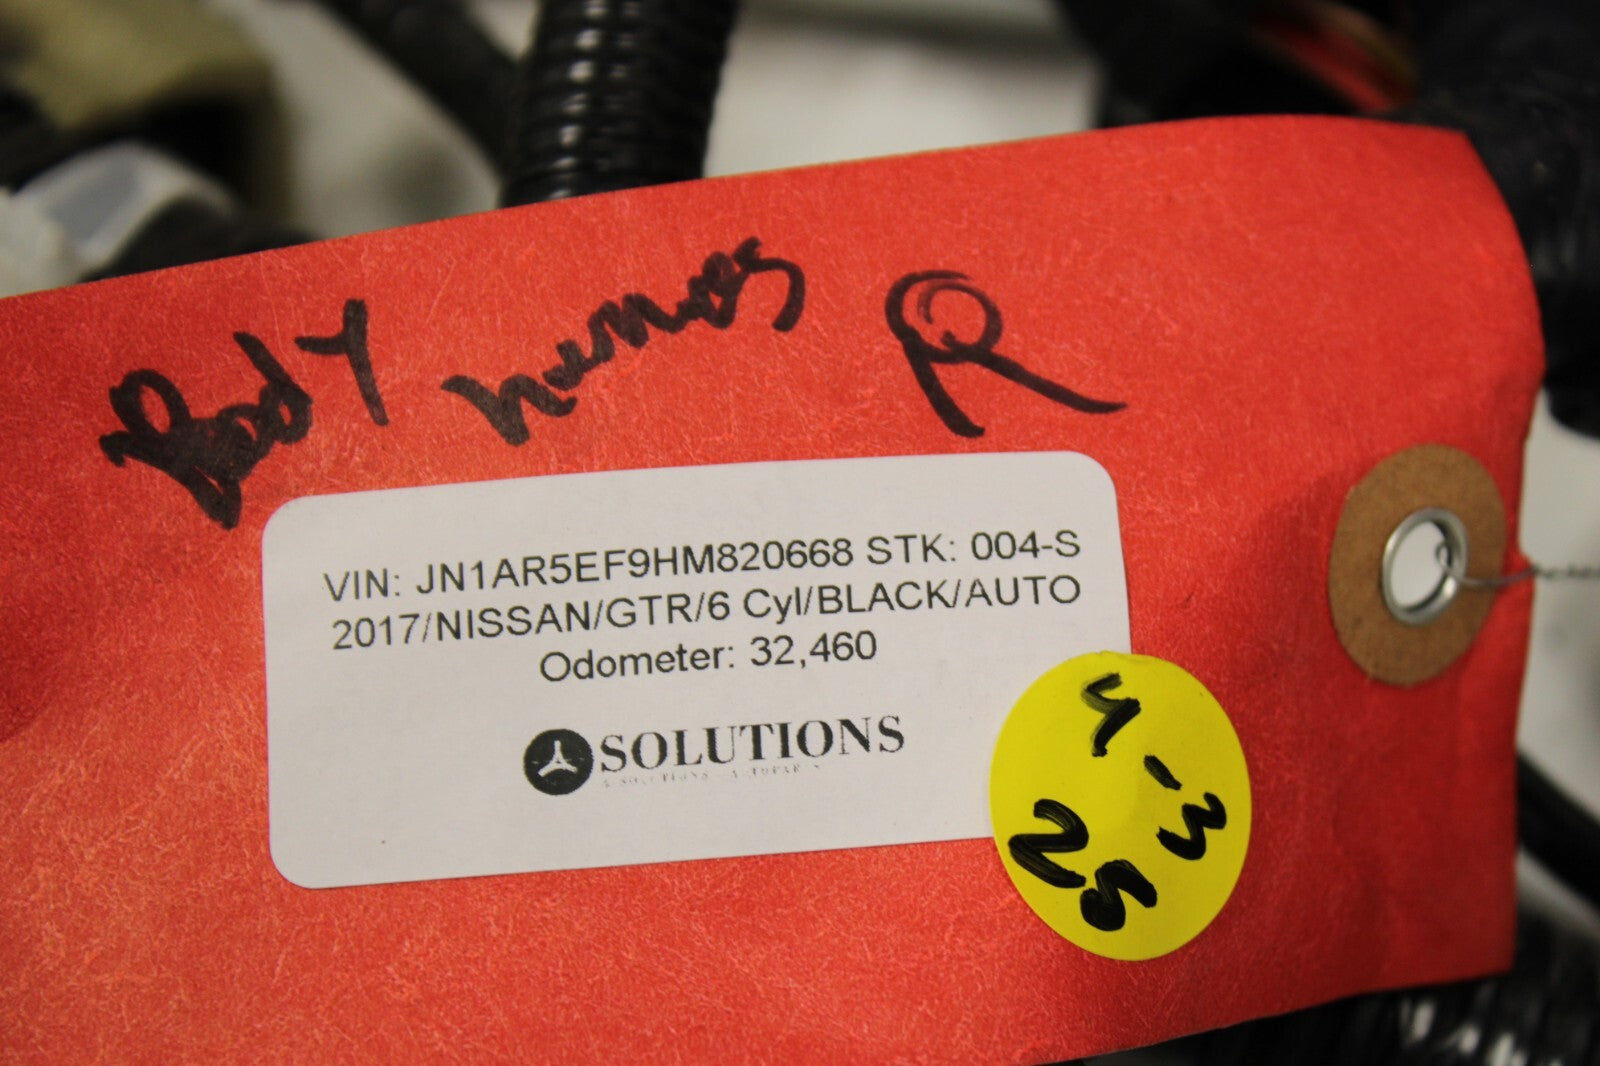 Body harness R
VIN: JN1AR5EF9HM820668 STK: 004-S
2017/NISSAN/GTR/6 Cyl/BLACK/AUTO
Odometer: 32,460
SOLUTIONS
4-3
28